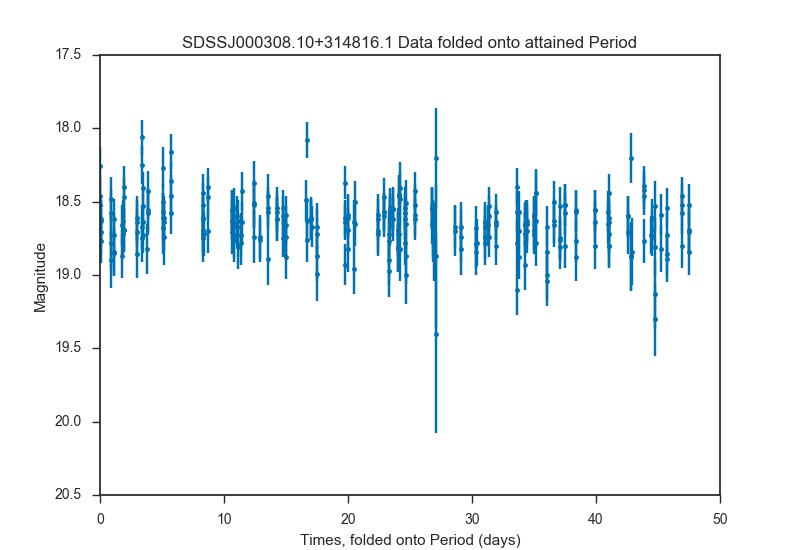 SDSSJ000308.10+314816.1 Data folded onto attained Period
17.5
18.0
18.5
19.0
19.5
20.0
20.5
Magnitude
0 10 20 30 40 50
Times, folded onto Period (days)